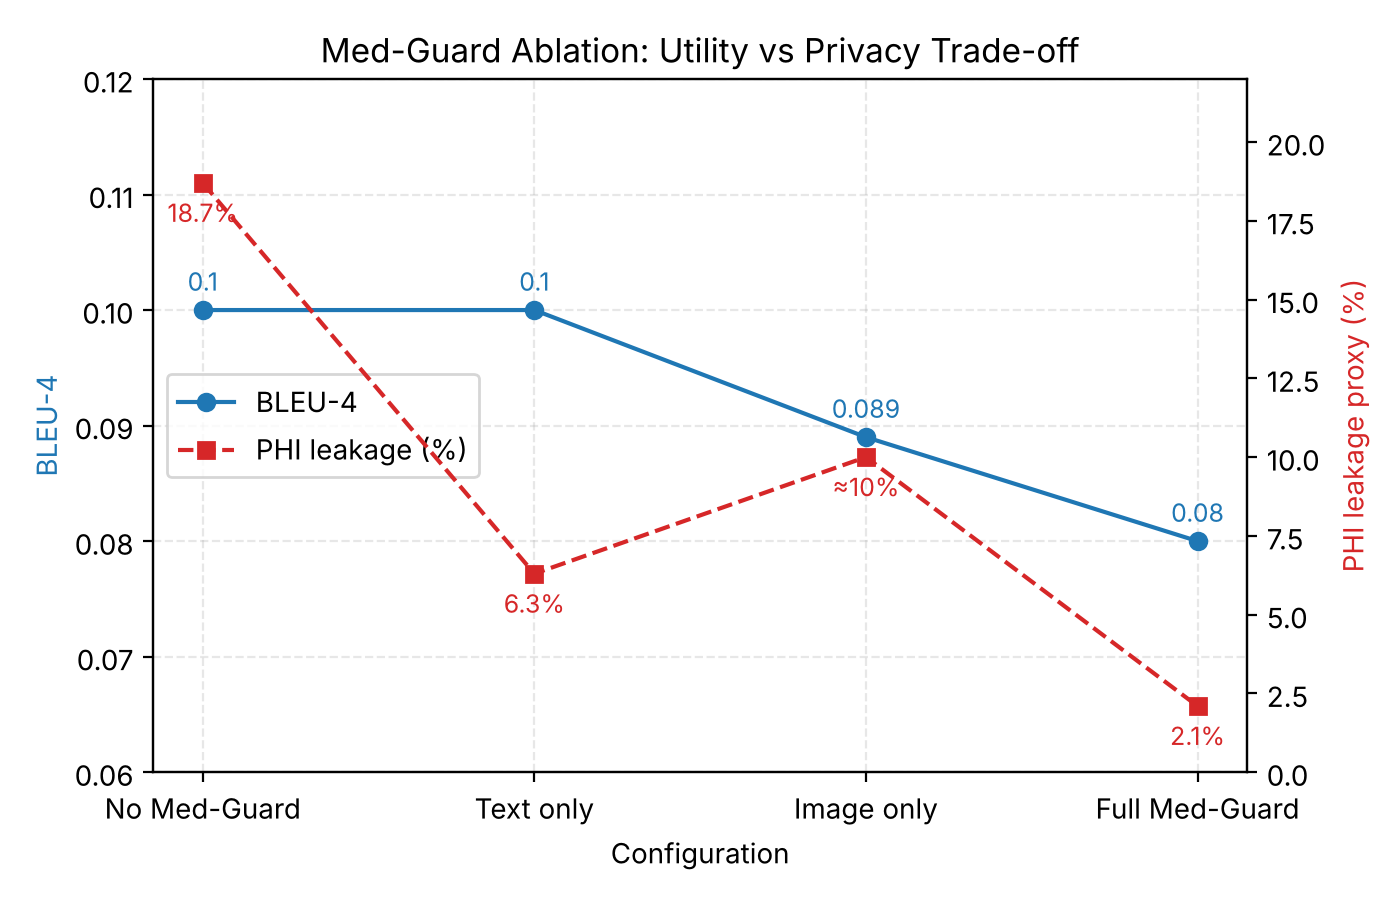 Med-Guard Ablation: Utility vs Privacy Trade-off
0.12
0.11
0.10
0.09
0.08
0.07
0.06
BLEU-4
20.0
17.5
15.0
12.5
10.0
7.5
5.0
2.5
0.0
PHI leakage proxy (%)
18.7%
0.1
0.1
BLEU-4
PHI leakage (%)
0.089
≈10%
0.08
6.3%
2.1%
No Med-Guard
Text only
Image only
Full Med-Guard
Configuration